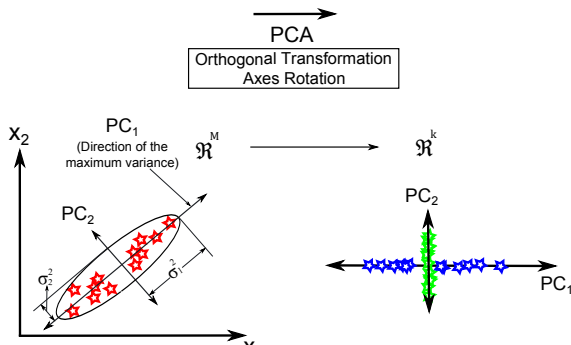 PCA
Orthogonal Transformation
Axes Rotation
X₂
PC₁
(Direction of the
maximum variance)
ℜᴹ
ℜᵏ
PC₂
σ₂²
σ₁²
PC₂
PC₁